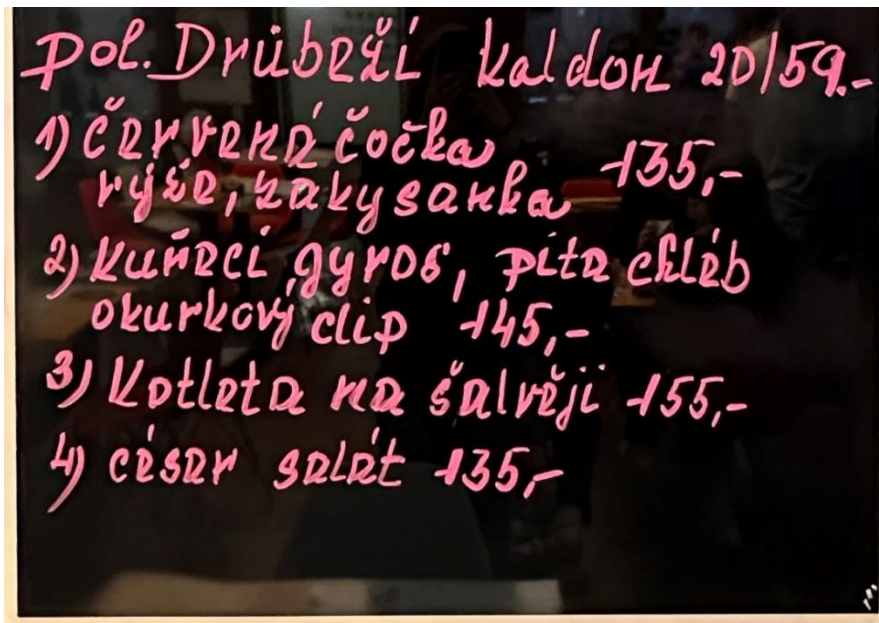 Pol. Drůbeží kaldoun 20/59.-
1) Červená čočka
rýže, zakysanka 135,-
2) Kuřecí gyros, pita chléb
okurkový dip 145,-
3) Kotleta na šalvěji 155,-
4) césar salát 135,-